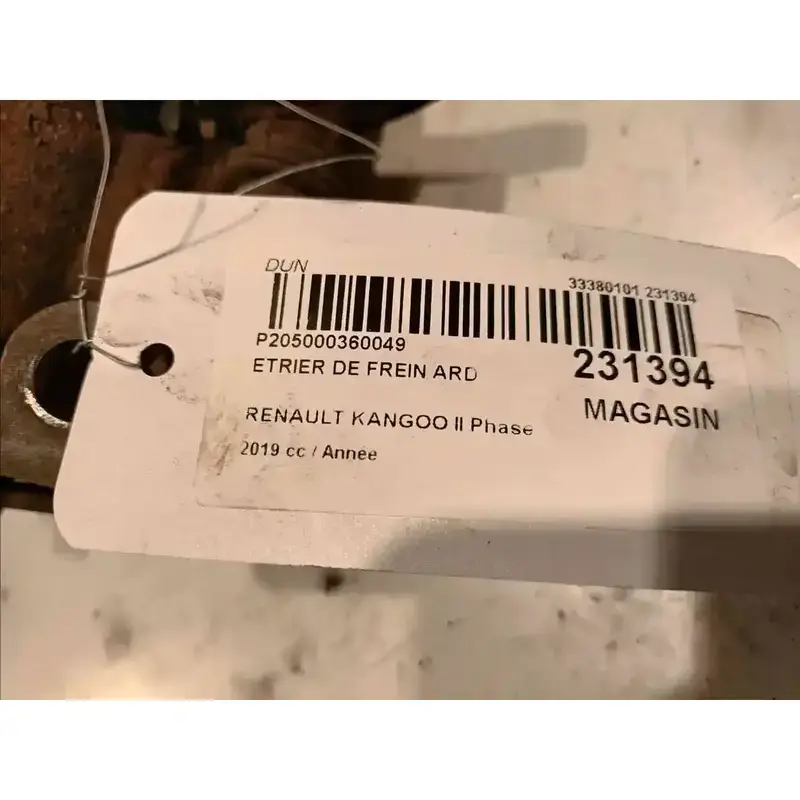 DUN
33380101 231394
P205000360049
231394
ETRIER DE FREIN ARD
MAGASIN
RENAULT KANGOO II Phase
2019 cc / Année